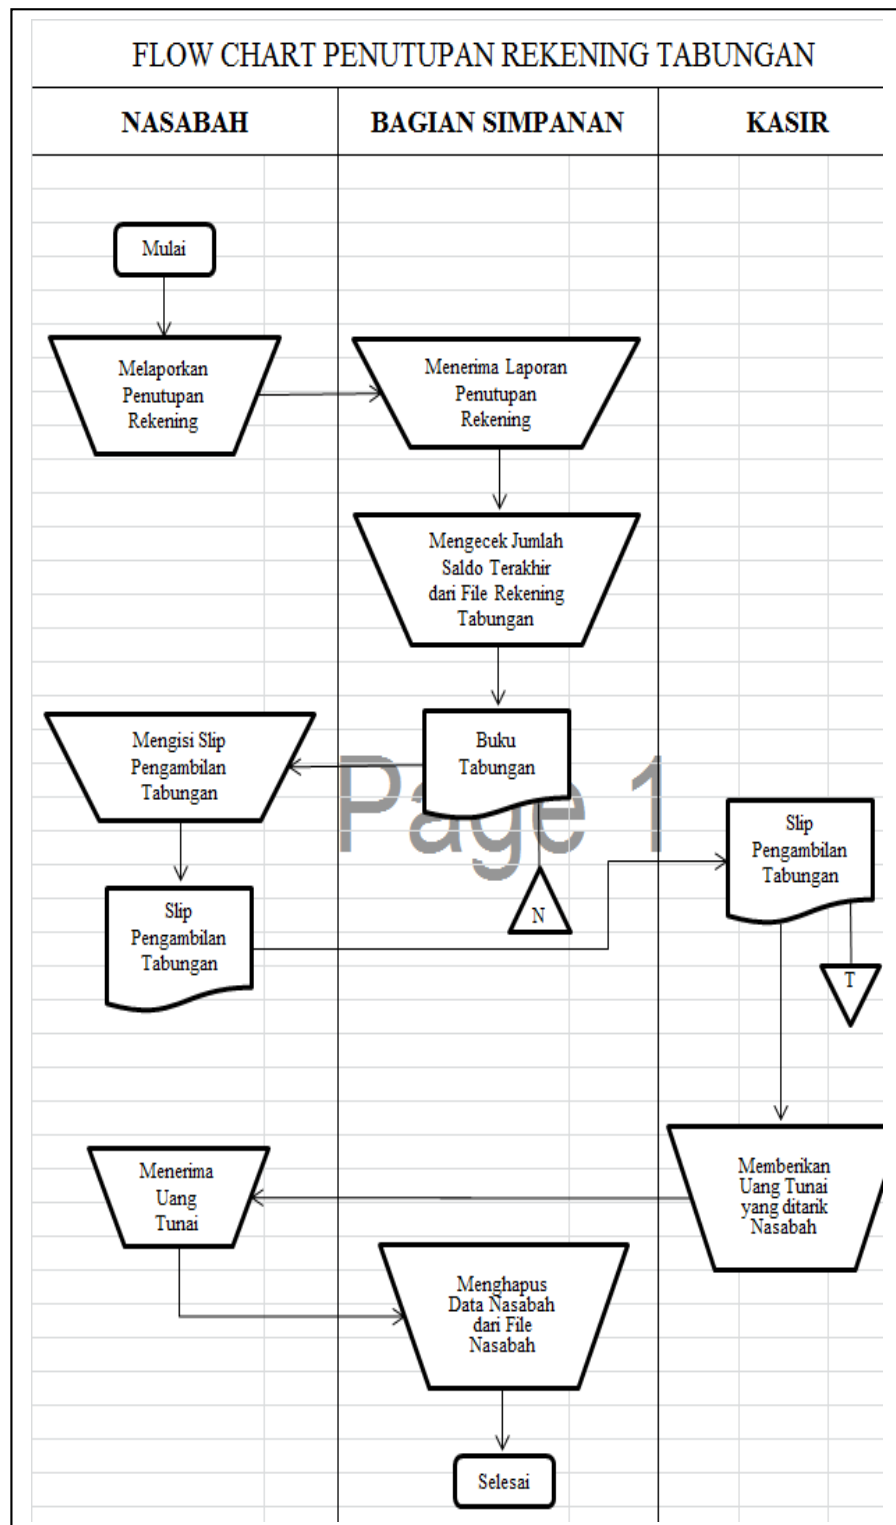 FLOW CHART PENUTUPAN REKENING TABUNGAN
NASABAH
BAGIAN SIMPANAN
KASIR
Mulai
Melaporkan
Penutupan
Rekening
Menerima Laporan
Penutupan
Rekening
Mengecek Jumlah
Saldo Terakhir
dari File Rekening
Tabungan
Buku
Tabungan
N
Mengisi Slip
Pengambilan
Tabungan
Page 1
Slip
Pengambilan
Tabungan
Slip
Pengambilan
Tabungan
T
Memberikan
Uang Tunai
yang ditarik
Nasabah
Menerima
Uang
Tunai
Menghapus
Data Nasabah
dari File
Nasabah
Selesai